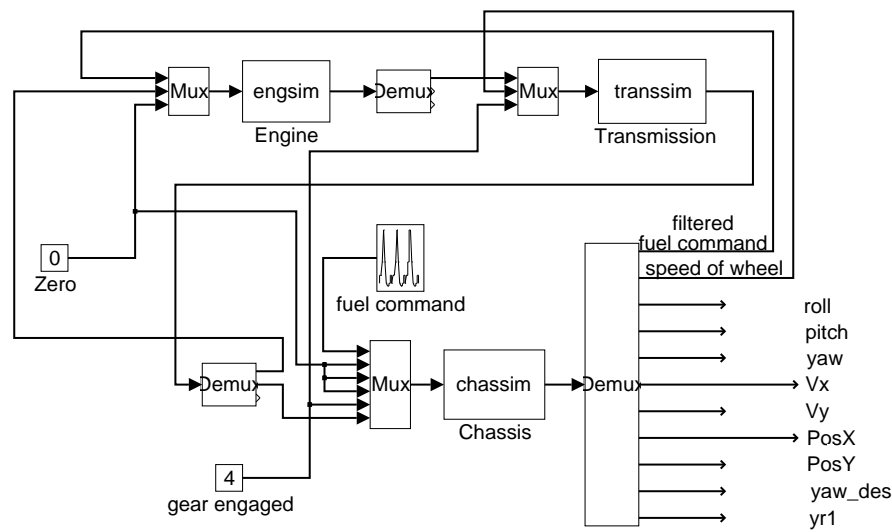 Mux
engsim
Engine
Demux
Mux
transsim
Transmission
0
Zero
fuel command
filtered
fuel command
speed of wheel
roll
pitch
yaw
Vx
Vy
PosX
PosY
yaw_des
yr1
Demux
Mux
chassim
Chassis
Demux
4
gear engaged